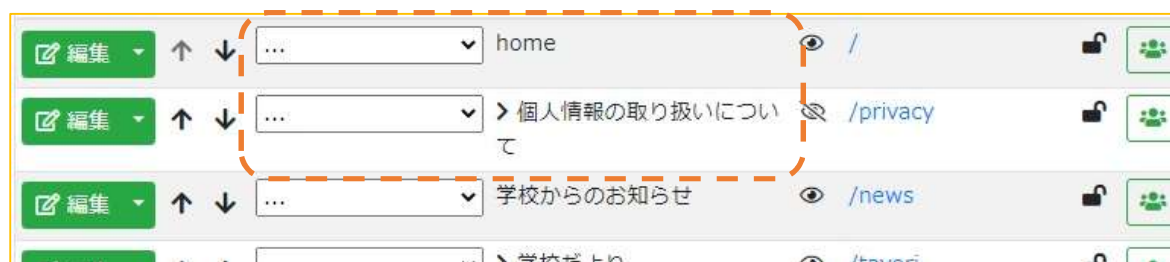 編集 ... home /
編集 ... 個人情報の取り扱いについ /privacy
て
編集 ... 学校からのお知らせ /news
学校だより /tayori